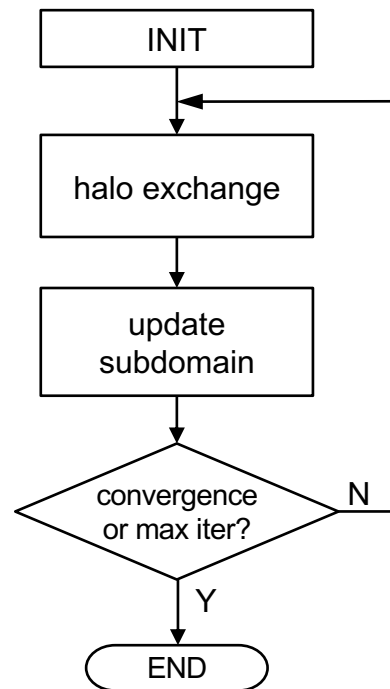 INIT
halo exchange
update
subdomain
convergence
or max iter?
N
Y
END